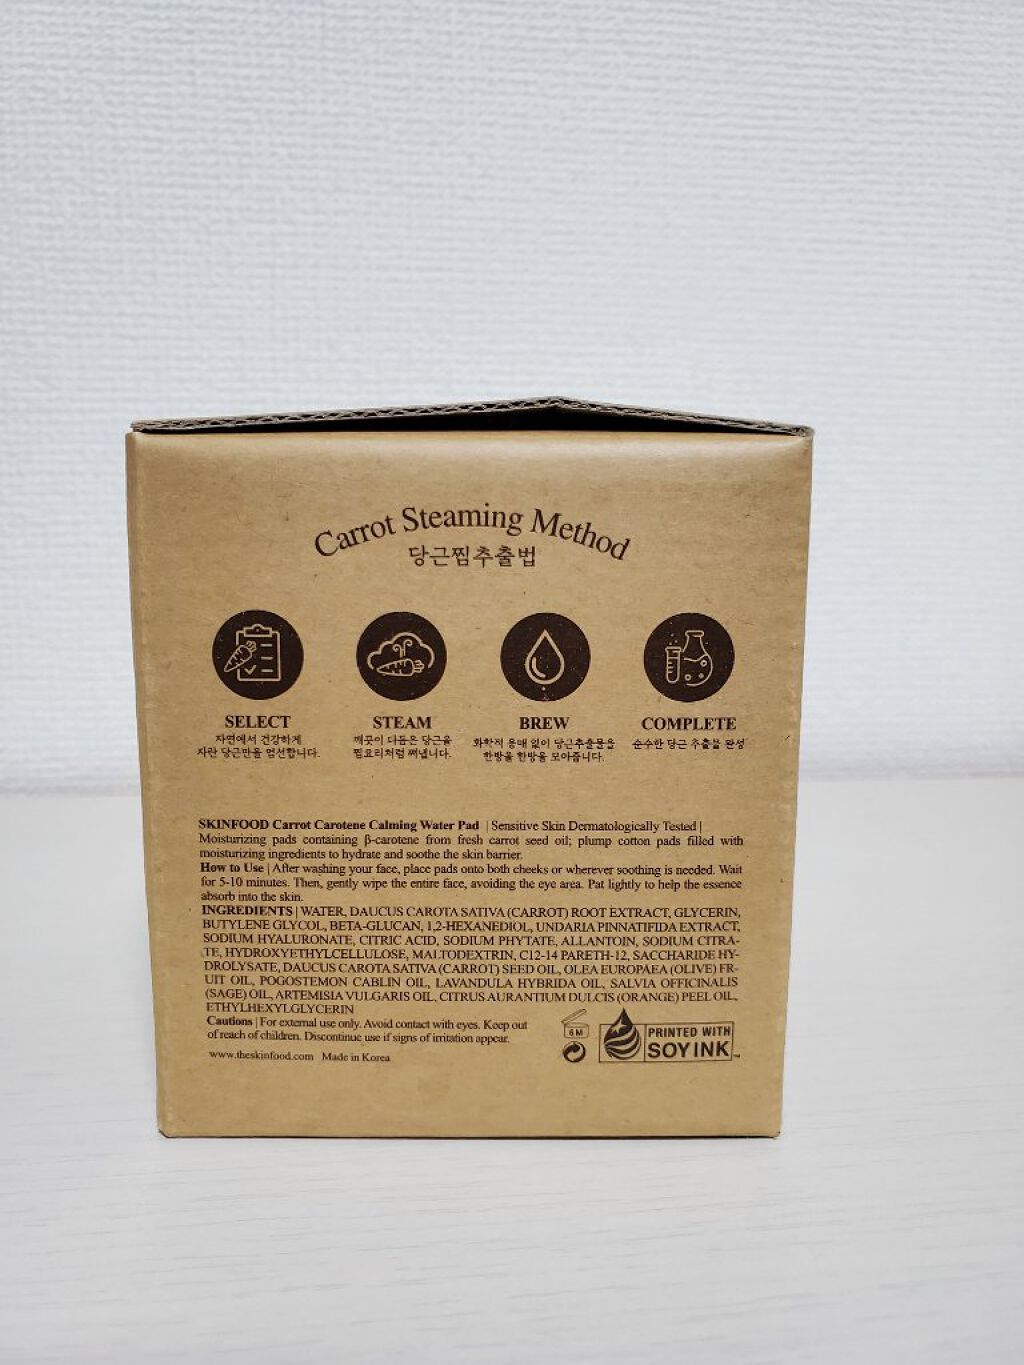 Carrot Steaming Method
당근찜추출법
SELECT
자연에서 건강하게
자란 당근만을 엄선합니다.
STEAM
깨끗이 다듬은 당근을
찜요리처럼 쪄냅니다.
BREW
화학적 용매 없이 당근추출물을
한방울 한방울 모아줍니다.
COMPLETE
순수한 당근 추출물 완성
SKINFOOD Carrot Carotene Calming Water Pad | Sensitive Skin Dermatologically Tested |
Moisturizing pads containing β-carotene from fresh carrot seed oil; plump cotton pads filled with
moisturizing ingredients to hydrate and soothe the skin barrier.
How to Use | After washing your face, place pads onto both cheeks or wherever soothing is needed. Wait
for 5-10 minutes. Then, gently wipe the entire face, avoiding the eye area. Pat lightly to help the essence
absorb into the skin.
INGREDIENTS | WATER, DAUCUS CAROTA SATIVA (CARROT) ROOT EXTRACT, GLYCERIN,
BUTYLENE GLYCOL, BETA-GLUCAN, 1,2-HEXANEDIOL, UNDARIA PINNATIFIDA EXTRACT,
SODIUM HYALURONATE, CITRIC ACID, SODIUM PHYTATE, ALLANTOIN, SODIUM CITRA-
TE, HYDROXYETHYLCELLULOSE, MALTODEXTRIN, C12-14 PARETH-12, SACCHARIDE HY-
DROLYSATE, DAUCUS CAROTA SATIVA (CARROT) SEED OIL, OLEA EUROPAEA (OLIVE) FR-
UIT OIL, POGOSTEMON CABLIN OIL, LAVANDULA HYBRIDA OIL, SALVIA OFFICINALIS
(SAGE) OIL, ARTEMISIA VULGARIS OIL, CITRUS AURANTIUM DULCIS (ORANGE) PEEL OIL,
ETHYLHEXYLGLYCERIN
Cautions | For external use only. Avoid contact with eyes. Keep out
of reach of children. Discontinue use if signs of irritation appear.
www.theskinfood.com Made in Korea
6M
PRINTED WITH
SOY INK™